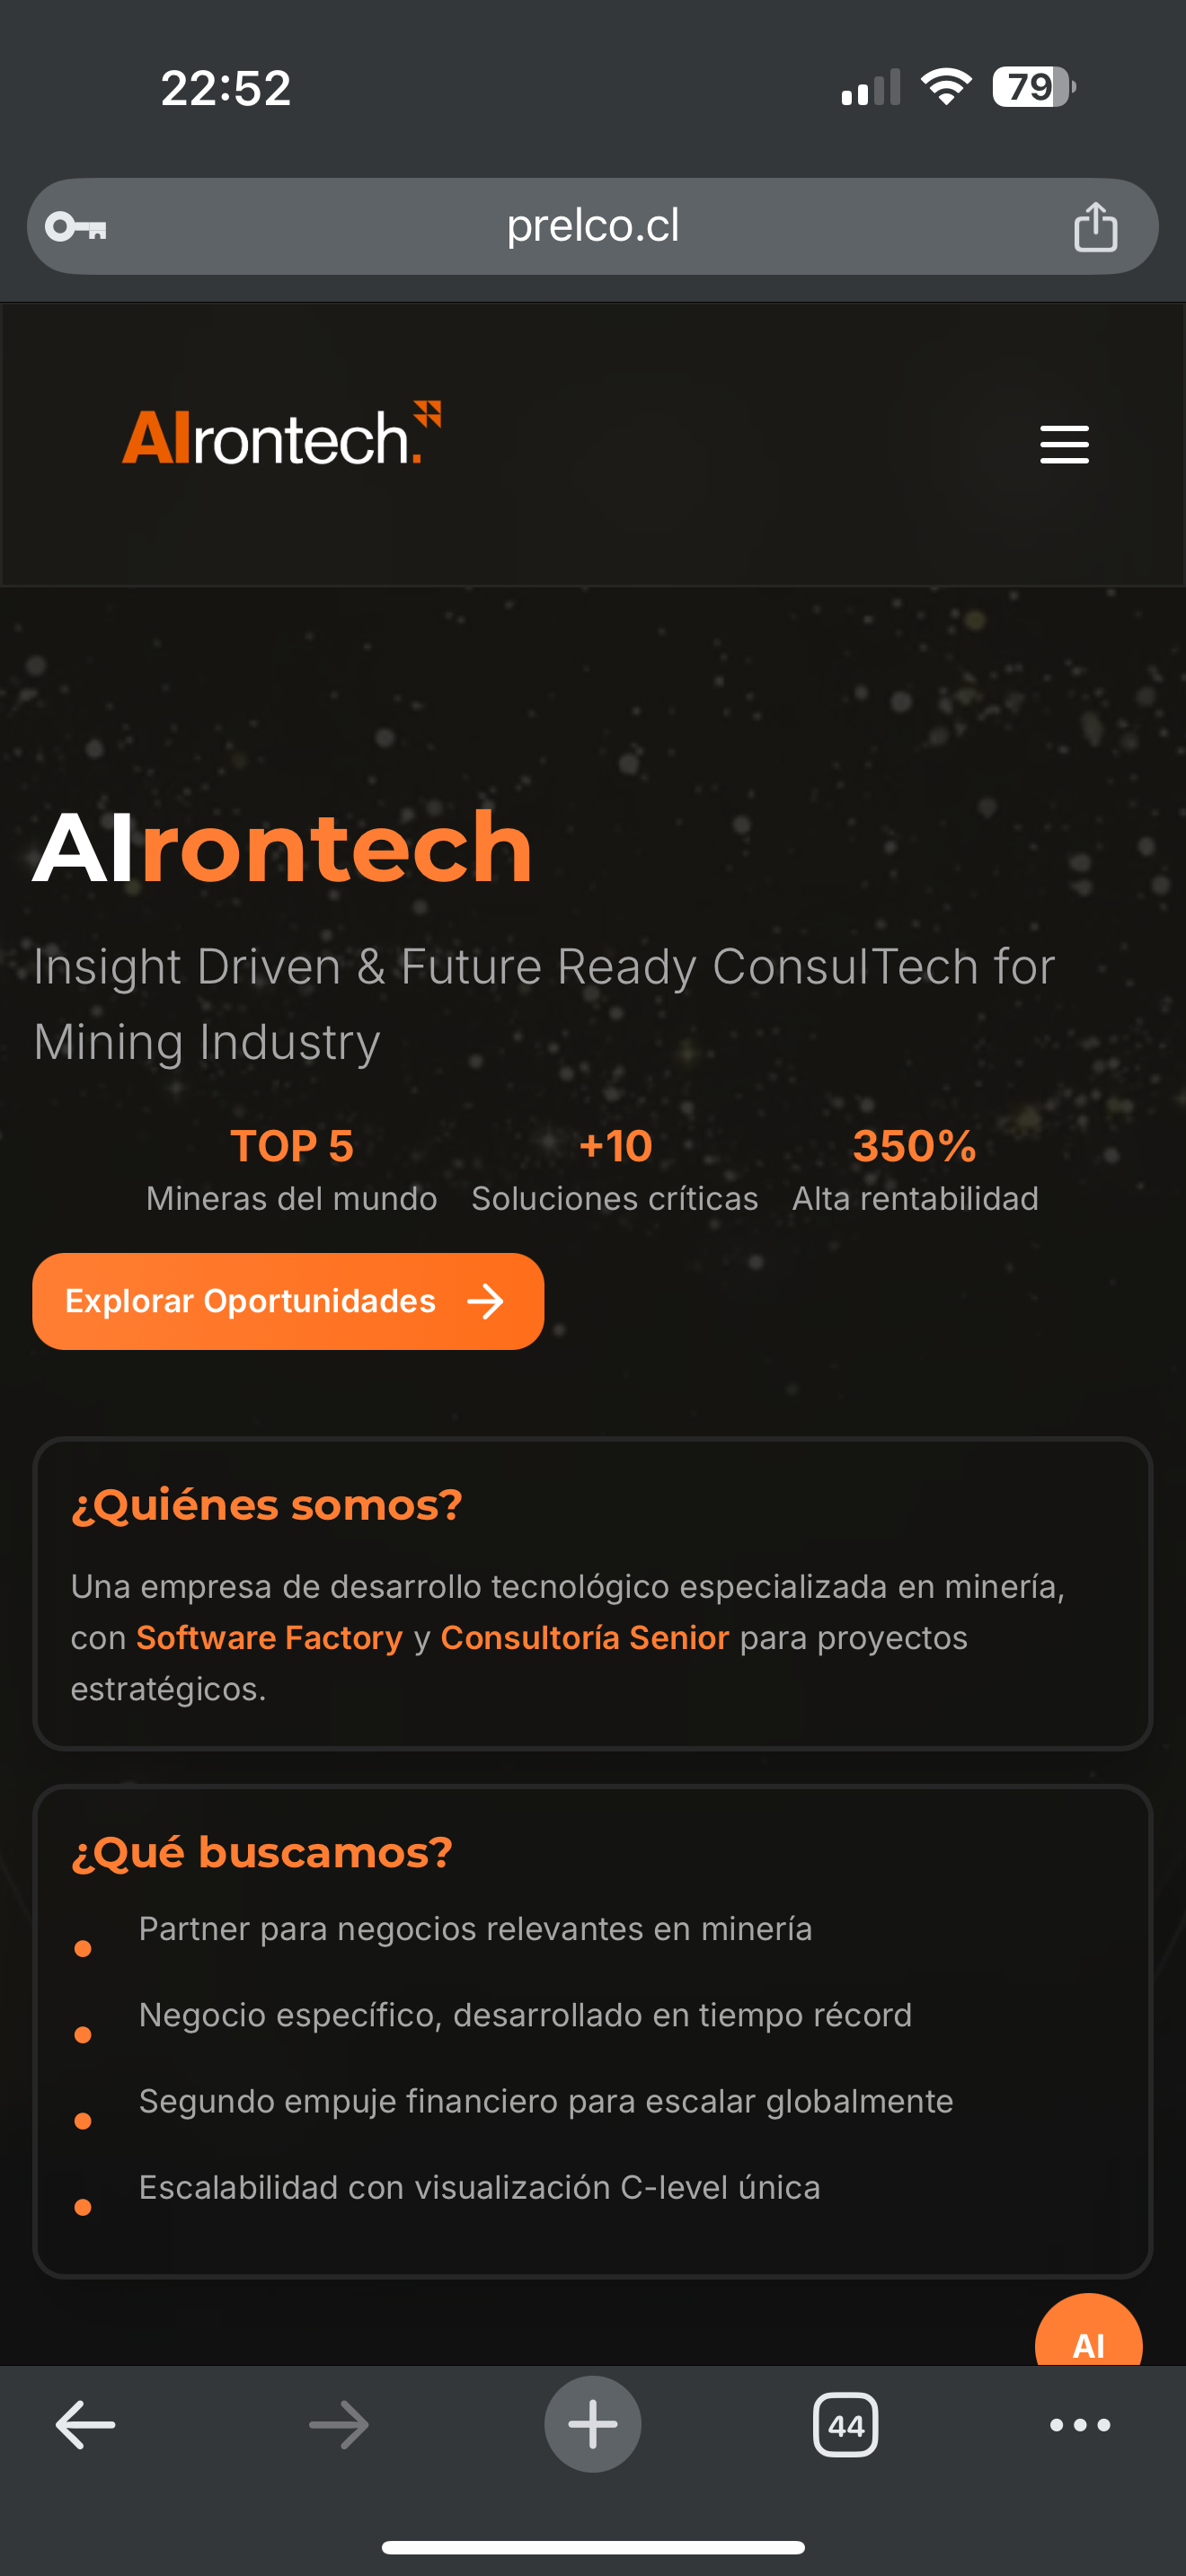 22:52
79
prelco.cl
AIrontech.
AIrontech
Insight Driven & Future Ready ConsulTech for
Mining Industry
TOP 5 +10 350%
Mineras del mundo Soluciones críticas Alta rentabilidad
Explorar Oportunidades
¿Quiénes somos?
Una empresa de desarrollo tecnológico especializada en minería,
con Software Factory y Consultoría Senior para proyectos
estratégicos.
¿Qué buscamos?
Partner para negocios relevantes en minería
Negocio específico, desarrollado en tiempo récord
Segundo empuje financiero para escalar globalmente
Escalabilidad con visualización C-level única
AI
44